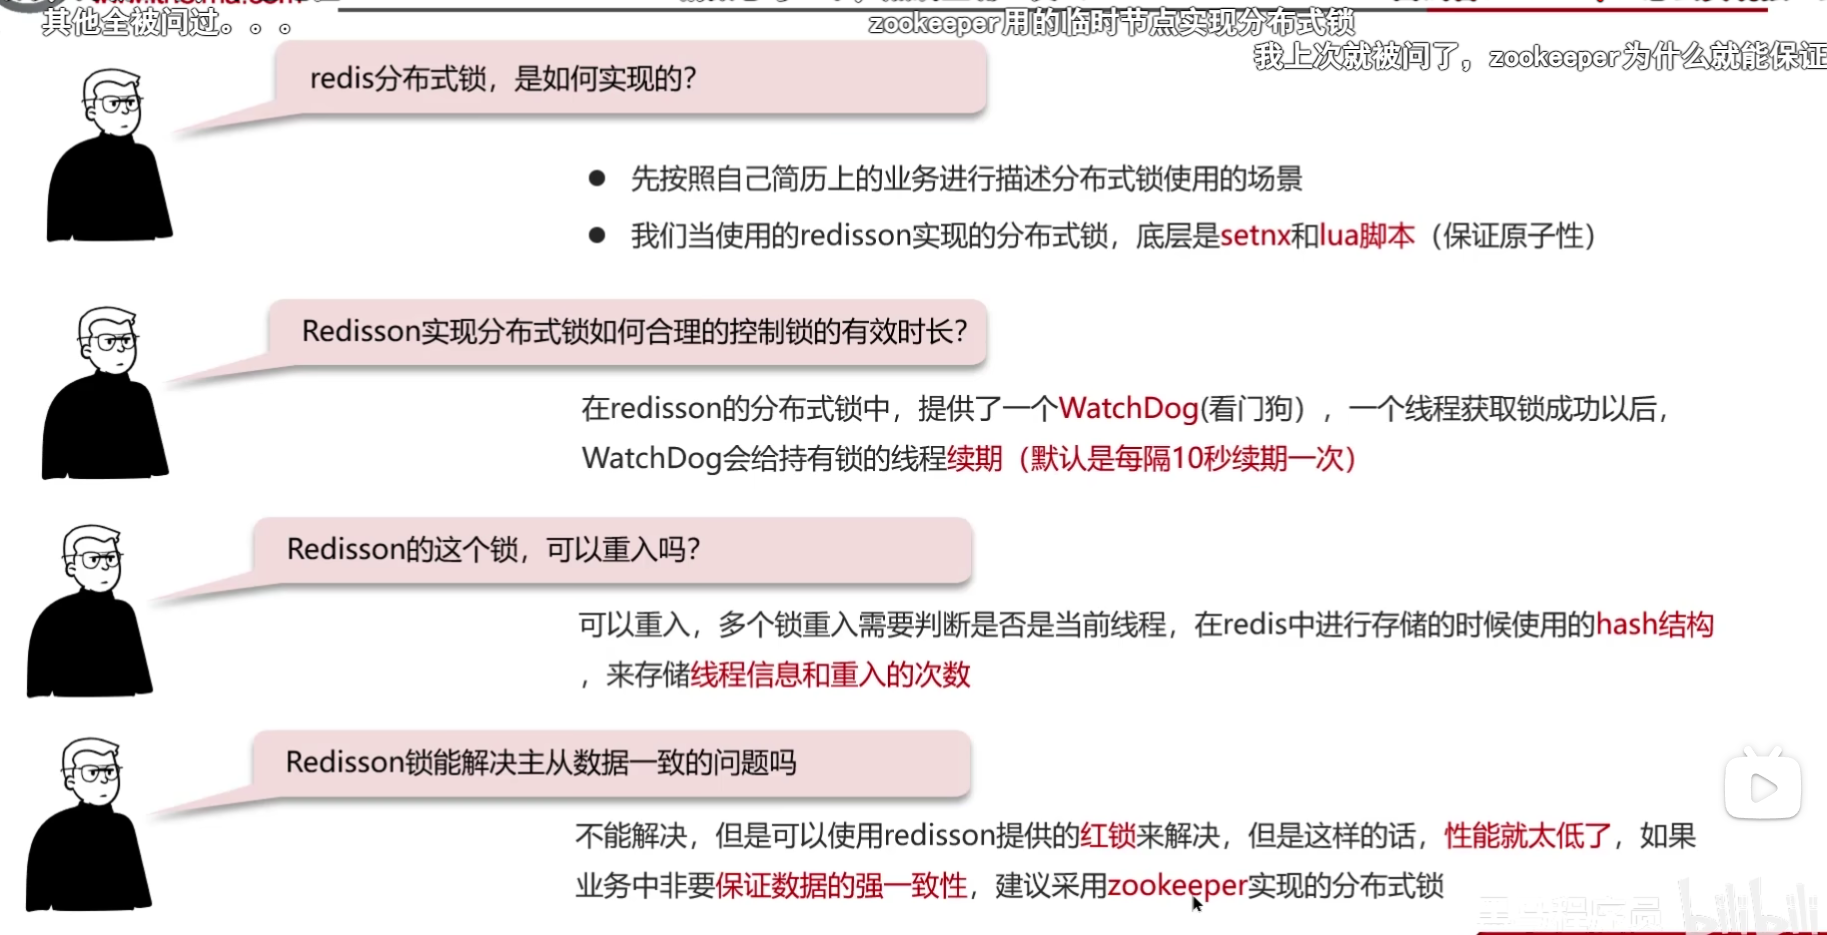 其他全被问过。。。
zookeeper用的临时节点实现分布式锁
我上次就被问了，zookeeper为什么就能保证
redis分布式锁，是如何实现的？
● 先按照自己简历上的业务进行描述分布式锁使用的场景
● 我们当使用的redisson实现的分布式锁，底层是setnx和lua脚本（保证原子性）
Redisson实现分布式锁如何合理的控制锁的有效时长？
在redisson的分布式锁中，提供了一个WatchDog(看门狗），一个线程获取锁成功以后，
WatchDog会给持有锁的线程续期（默认是每隔10秒续期一次）
Redisson的这个锁，可以重入吗？
可以重入，多个锁重入需要判断是否是当前线程，在redis中进行存储的时候使用的hash结构
，来存储线程信息和重入的次数
Redisson锁能解决主从数据一致的问题吗
不能解决，但是可以使用redisson提供的红锁来解决，但是这样的话，性能就太低了，如果
业务中非要保证数据的强一致性，建议采用zookeeper实现的分布式锁
bilibili